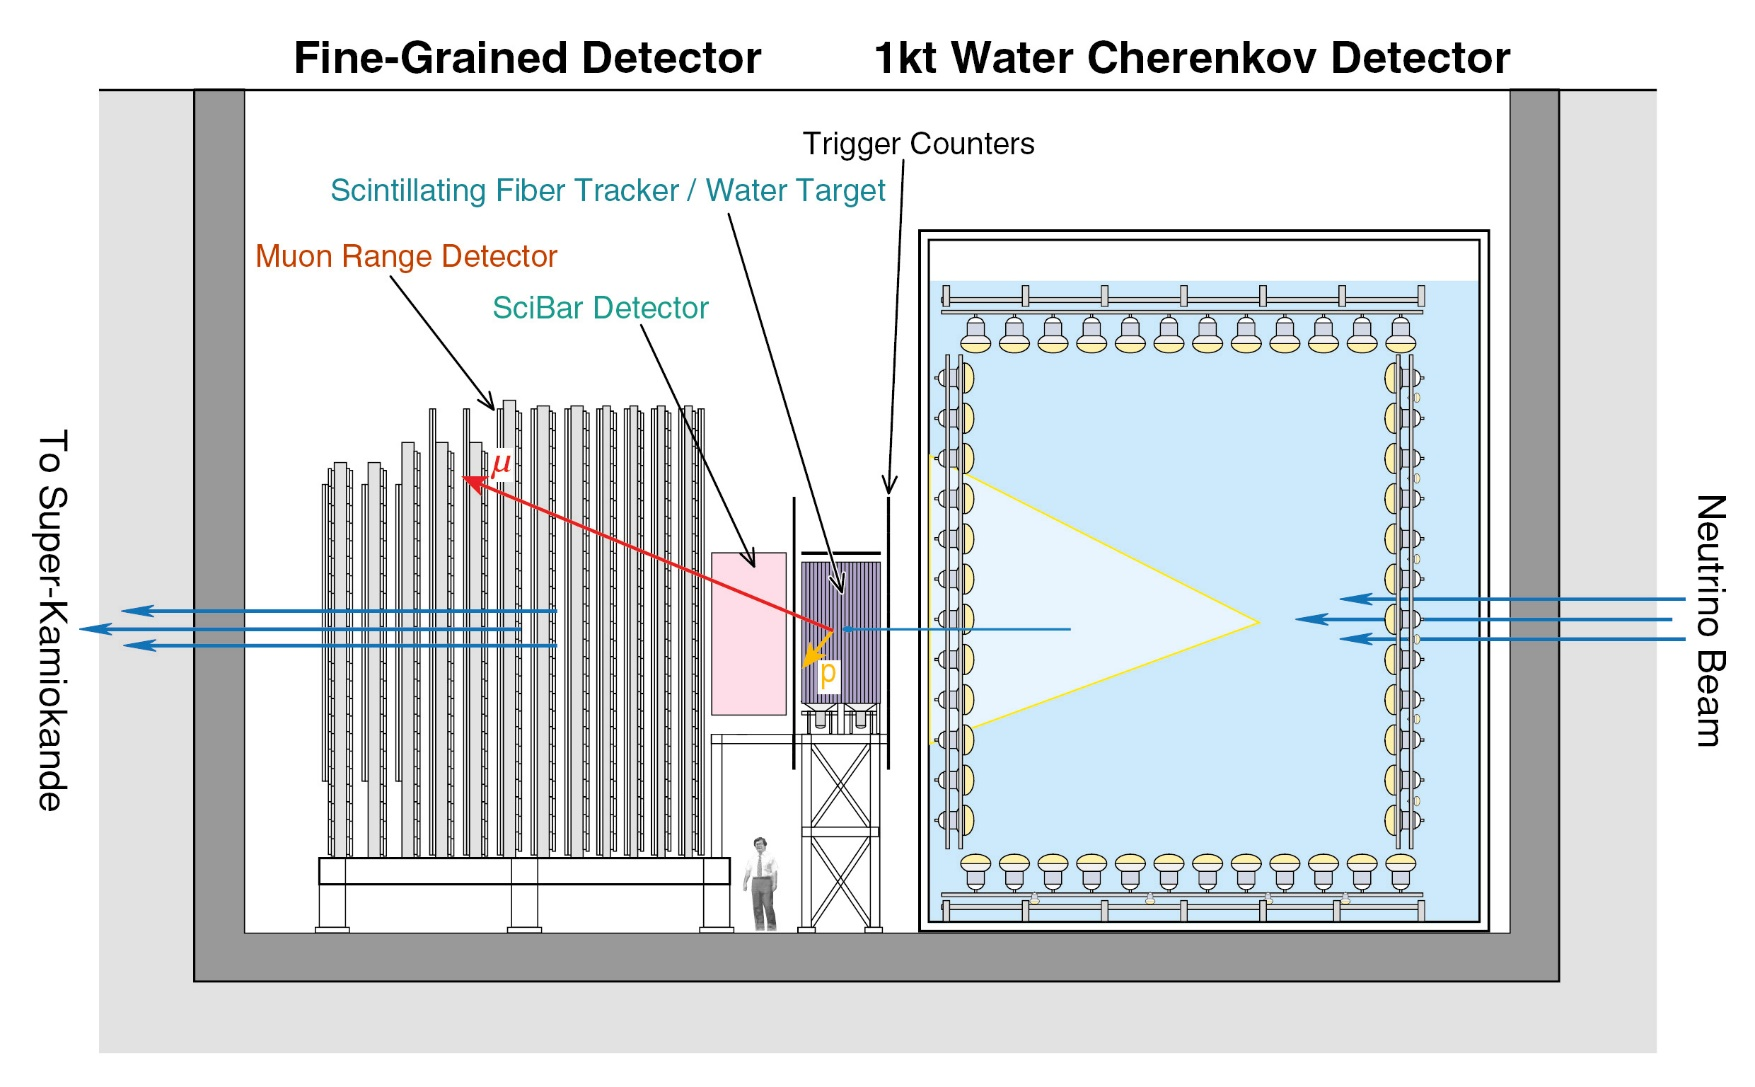 Fine-Grained Detector
1kt Water Cherenkov Detector
Trigger Counters
Scintillating Fiber Tracker / Water Target
Muon Range Detector
SciBar Detector
μ
p
To Super-Kamiokande
Neutrino Beam